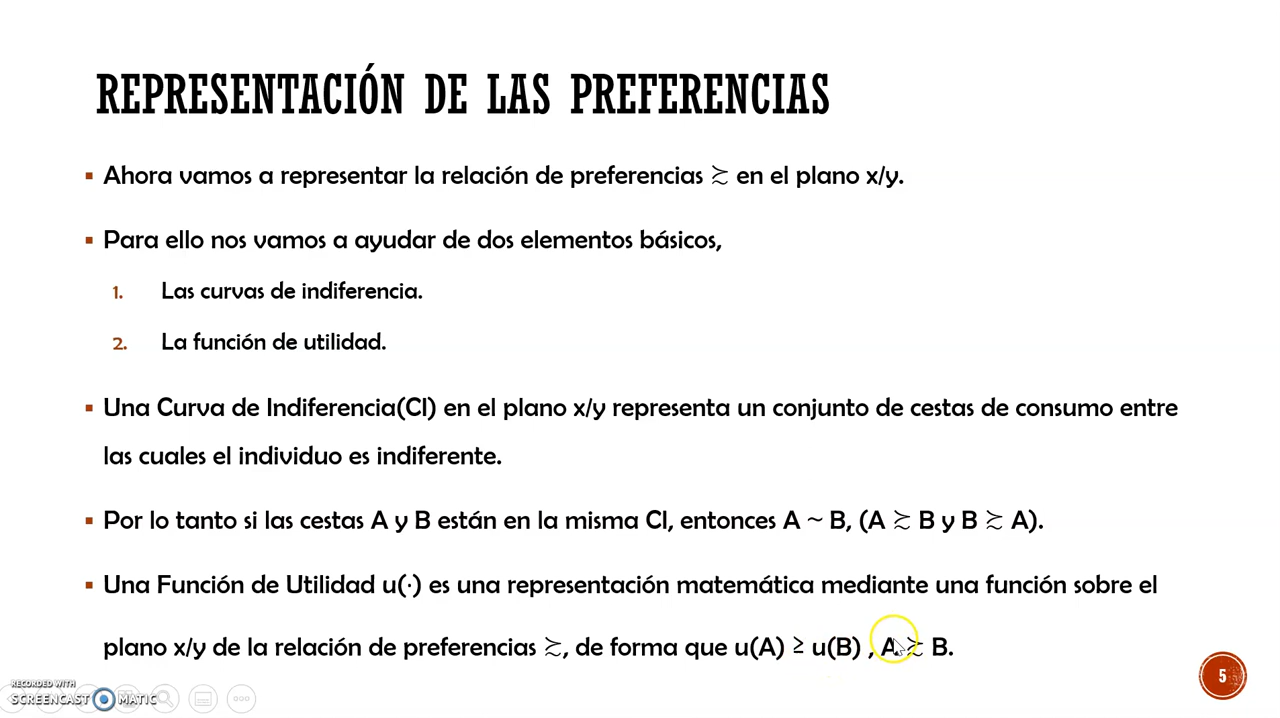 REPRESENTACIÓN DE LAS PREFERENCIAS
▪ Ahora vamos a representar la relación de preferencias ≿ en el plano x/y.
▪ Para ello nos vamos a ayudar de dos elementos básicos,
1. Las curvas de indiferencia.
2. La función de utilidad.
▪ Una Curva de Indiferencia(CI) en el plano x/y representa un conjunto de cestas de consumo entre
las cuales el individuo es indiferente.
▪ Por lo tanto si las cestas A y B están en la misma CI, entonces A ~ B, (A ≿ B y B ≿ A).
▪ Una Función de Utilidad u(·) es una representación matemática mediante una función sobre el
plano x/y de la relación de preferencias ≿, de forma que u(A) ≥ u(B) , A ≿ B.
5
RECORDED WITH
SCREENCAST MATIC